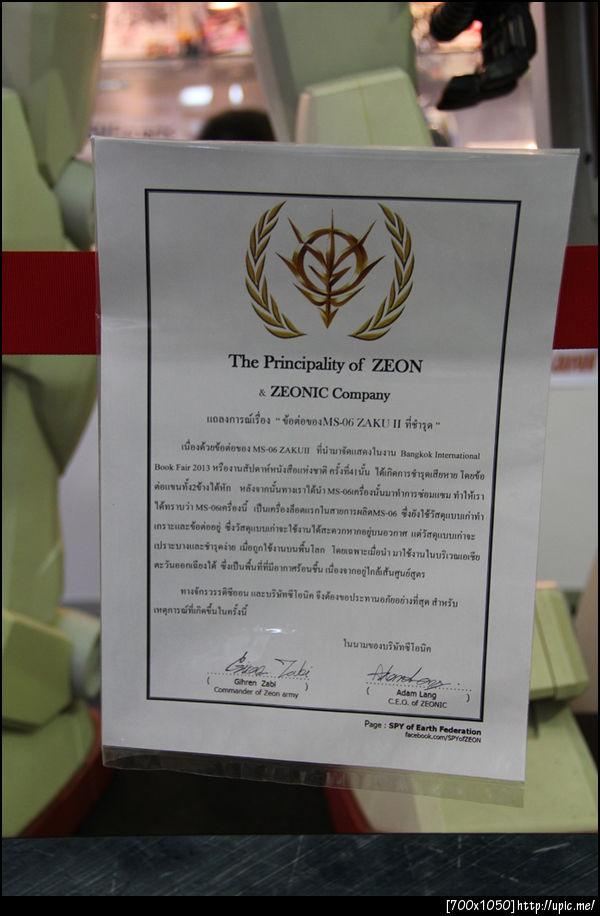 The Principality of ZEON
& ZEONIC Company
แถลงการณ์เรื่อง " ข้อต่อของMS-06 ZAKU II ที่ชำรุด "
เนื่องด้วยข้อต่อของ MS-06 ZAKUII ที่นำมาจัดแสดงในงาน Bangkok International
Book Fair 2013 หรืองานสัปดาห์หนังสือแห่งชาติ ครั้งที่41นั้น ได้เกิดการชำรุดเสียหาย โดยข้อ
ต่อแขนทั้ง2ข้างได้หัก หลังจากนั้นทางเราได้นำ MS-06เครื่องนั้นมาทำการซ่อมแซม ทำให้เรา
ได้ทราบว่า MS-06เครื่องนี้ เป็นเครื่องล็อตแรกในสายการผลิตMS-06 ซึ่งยังใช้วัสดุแบบเก่าทำ
เกราะและข้อต่ออยู่ ซึ่งวัสดุแบบเก่าจะใช้งานได้สะดวกหากอยู่บนอวกาศ แต่วัสดุแบบเก่าจะ
เปราะบางและชำรุดง่าย เมื่อถูกใช้งานบนพื้นโลก โดยเฉพาะเมื่อนำ มาใช้งานในบริเวณเอเชีย
ตะวันออกเฉียงใต้ ซึ่งเป็นพื้นที่ที่มีอากาศร้อนชื้น เนื่องจากอยู่ใกล้เส้นศูนย์สูตร
ทางจักรวรรดิซีออน และบริษัทซีโอนิค จึงต้องขอประทานอภัยอย่างที่สุด สำหรับ
เหตุการณ์ที่เกิดขึ้นในครั้งนี้
ในนามของบริษัทซีโอนิค
Gihren Zabi
( Gihren Zabi )
Commander of Zeon army
( Adam Lang )
C.E.O. of ZEONIC
Page : SPY of Earth Federation
facebook.com/SPYofZEON
[700x1050]http://upic.me/